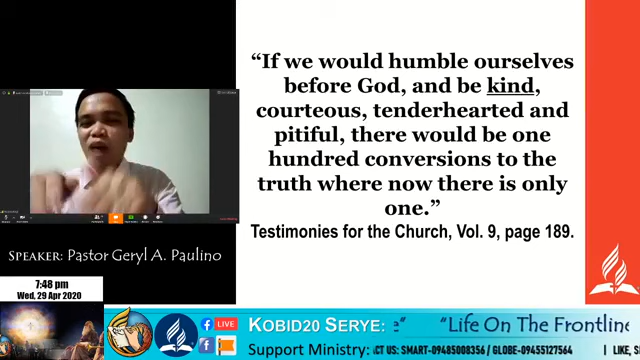 “If we would humble ourselves
before God, and be kind,
courteous, tenderhearted and
pitiful, there would be one
hundred conversions to the
truth where now there is only
one.”
Testimonies for the Church, Vol. 9, page 189.
SPEAKER: Pastor Geryl A. Paulino
7:48 pm
Wed, 29 Apr 2020
LIVE
KOBID20 SERYE: e” “Life On The Frontline
Support Ministry: CT US: SMART-09485008356 / GLOBE-09455127564 | LIKE,